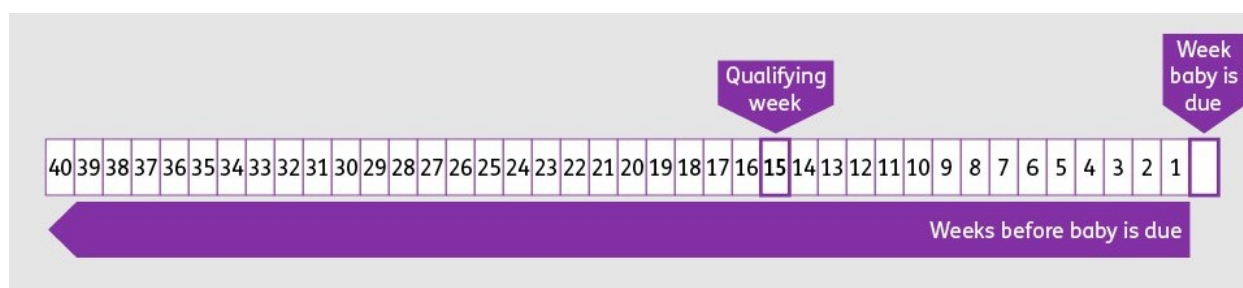 Week
baby is
due
Qualifying
week
40 39 38 37 36 35 34 33 32 31 30 29 28 27 26 25 24 23 22 21 20 19 18 17 16 15 14 13 12 11 10 9 8 7 6 5 4 3 2 1
Weeks before baby is due